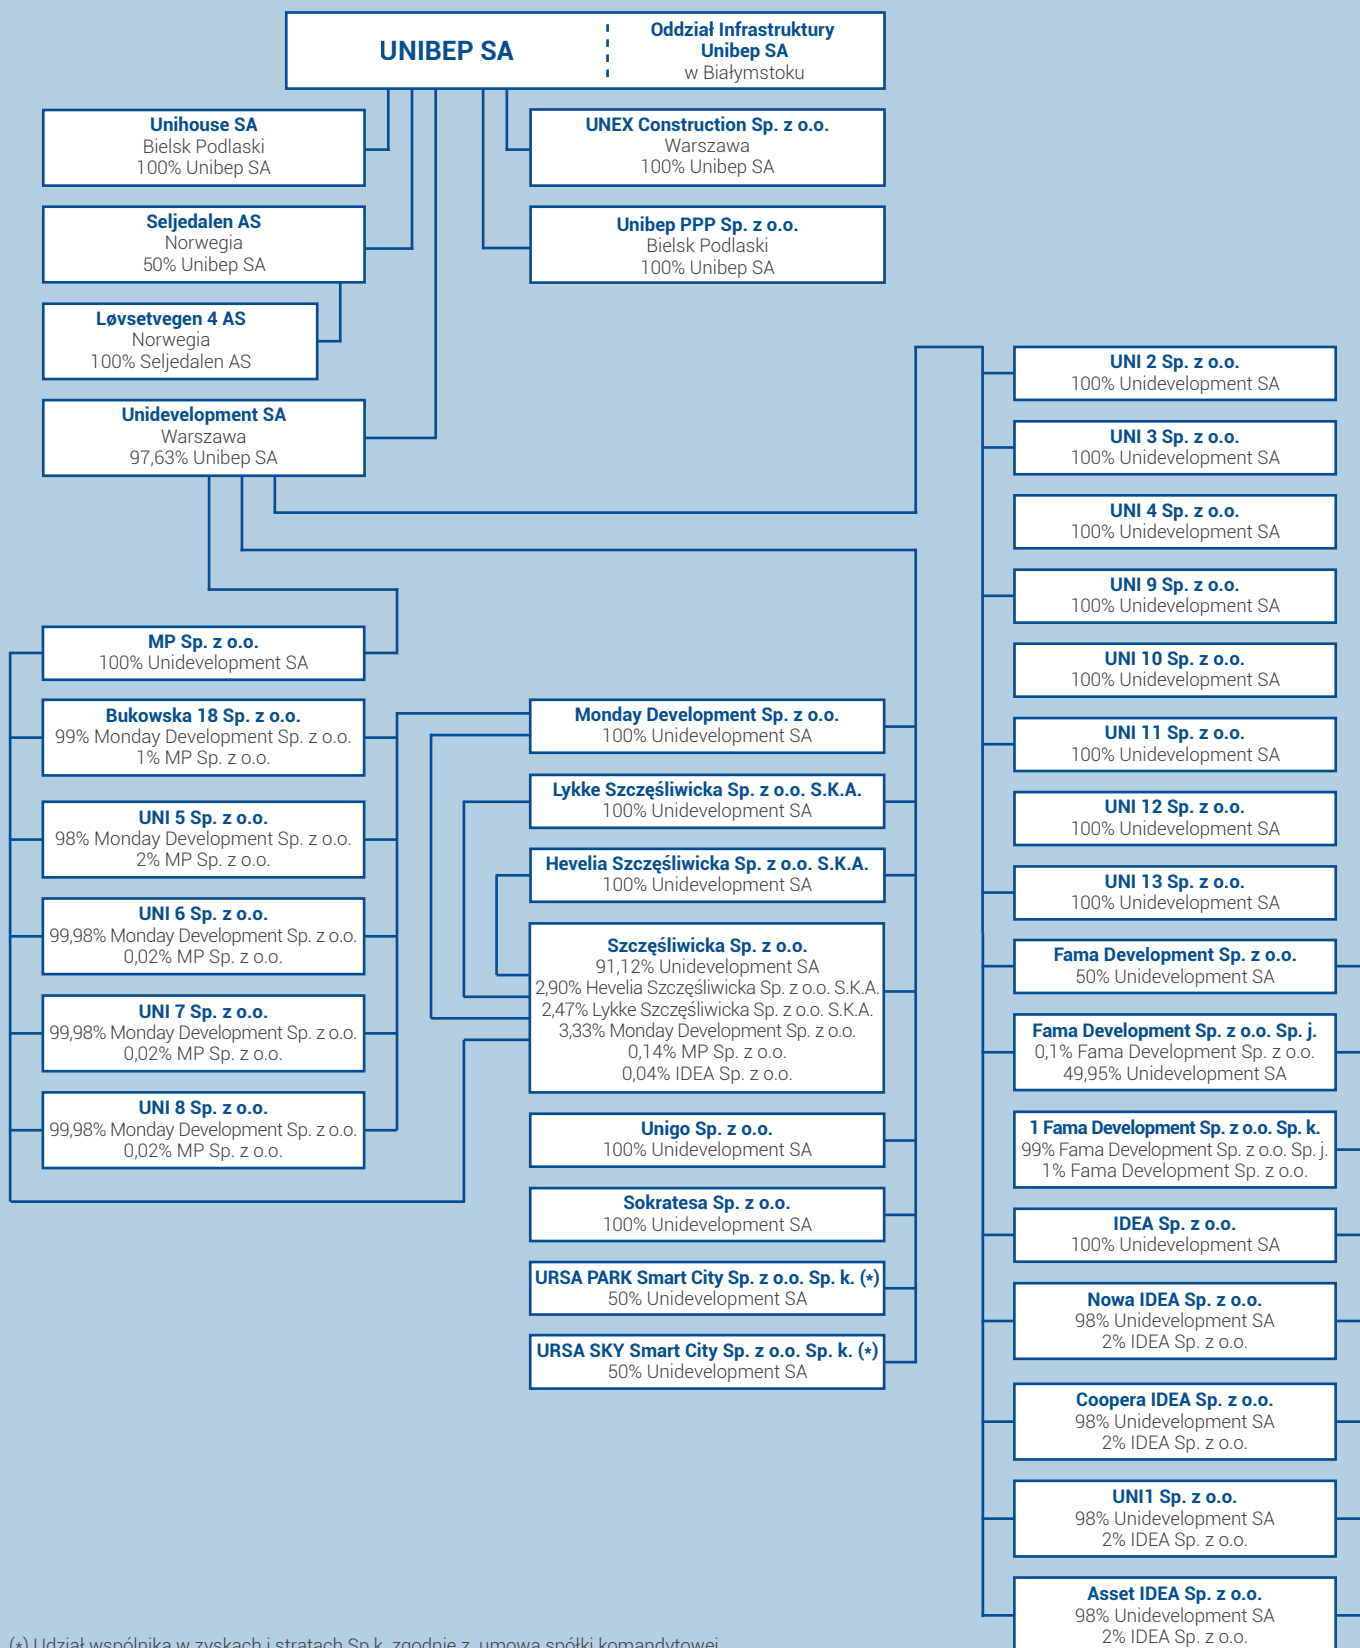 UNIBEP SA
Oddział Infrastruktury
Unibep SA
w Białymstoku
Unihouse SA
Bielsk Podlaski
100% Unibep SA
UNEX Construction Sp. z o.o.
Warszawa
100% Unibep SA
Seljedalen AS
Norwegia
50% Unibep SA
Unibep PPP Sp. z o.o.
Bielsk Podlaski
100% Unibep SA
Løvsetvegen 4 AS
Norwegia
100% Seljedalen AS
Unidevelopment SA
Warszawa
97,63% Unibep SA
MP Sp. z o.o.
100% Unidevelopment SA
Bukowska 18 Sp. z o.o.
99% Monday Development Sp. z o.o.
1% MP Sp. z o.o.
UNI 5 Sp. z o.o.
98% Monday Development Sp. z o.o.
2% MP Sp. z o.o.
UNI 6 Sp. z o.o.
99,98% Monday Development Sp. z o.o.
0,02% MP Sp. z o.o.
UNI 7 Sp. z o.o.
99,98% Monday Development Sp. z o.o.
0,02% MP Sp. z o.o.
UNI 8 Sp. z o.o.
99,98% Monday Development Sp. z o.o.
0,02% MP Sp. z o.o.
Monday Development Sp. z o.o.
100% Unidevelopment SA
Lykke Szczęśliwicka Sp. z o.o. S.K.A.
100% Unidevelopment SA
Hevelia Szczęśliwicka Sp. z o.o. S.K.A.
100% Unidevelopment SA
Szczęśliwicka Sp. z o.o.
91,12% Unidevelopment SA
2,90% Hevelia Szczęśliwicka Sp. z o.o. S.K.A.
2,47% Lykke Szczęśliwicka Sp. z o.o. S.K.A.
3,33% Monday Development Sp. z o.o.
0,14% MP Sp. z o.o.
0,04% IDEA Sp. z o.o.
Unigo Sp. z o.o.
100% Unidevelopment SA
Sokratesa Sp. z o.o.
100% Unidevelopment SA
URSA PARK Smart City Sp. z o.o. Sp. k. (*)
50% Unidevelopment SA
URSA SKY Smart City Sp. z o.o. Sp. k. (*)
50% Unidevelopment SA
UNI 2 Sp. z o.o.
100% Unidevelopment SA
UNI 3 Sp. z o.o.
100% Unidevelopment SA
UNI 4 Sp. z o.o.
100% Unidevelopment SA
UNI 9 Sp. z o.o.
100% Unidevelopment SA
UNI 10 Sp. z o.o.
100% Unidevelopment SA
UNI 11 Sp. z o.o.
100% Unidevelopment SA
UNI 12 Sp. z o.o.
100% Unidevelopment SA
UNI 13 Sp. z o.o.
100% Unidevelopment SA
Fama Development Sp. z o.o.
50% Unidevelopment SA
Fama Development Sp. z o.o. Sp. j.
0,1% Fama Development Sp. z o.o.
49,95% Unidevelopment SA
1 Fama Development Sp. z o.o. Sp. k.
99% Fama Development Sp. z o.o. Sp. j.
1% Fama Development Sp. z o.o.
IDEA Sp. z o.o.
100% Unidevelopment SA
Nowa IDEA Sp. z o.o.
98% Unidevelopment SA
2% IDEA Sp. z o.o.
Coopera IDEA Sp. z o.o.
98% Unidevelopment SA
2% IDEA Sp. z o.o.
UNI1 Sp. z o.o.
98% Unidevelopment SA
2% IDEA Sp. z o.o.
Asset IDEA Sp. z o.o.
98% Unidevelopment SA
2% IDEA Sp. z o.o.
(*) Udział wspólnika w zyskach i stratach Sp.k. zgodnie z umową spółki komandytowej